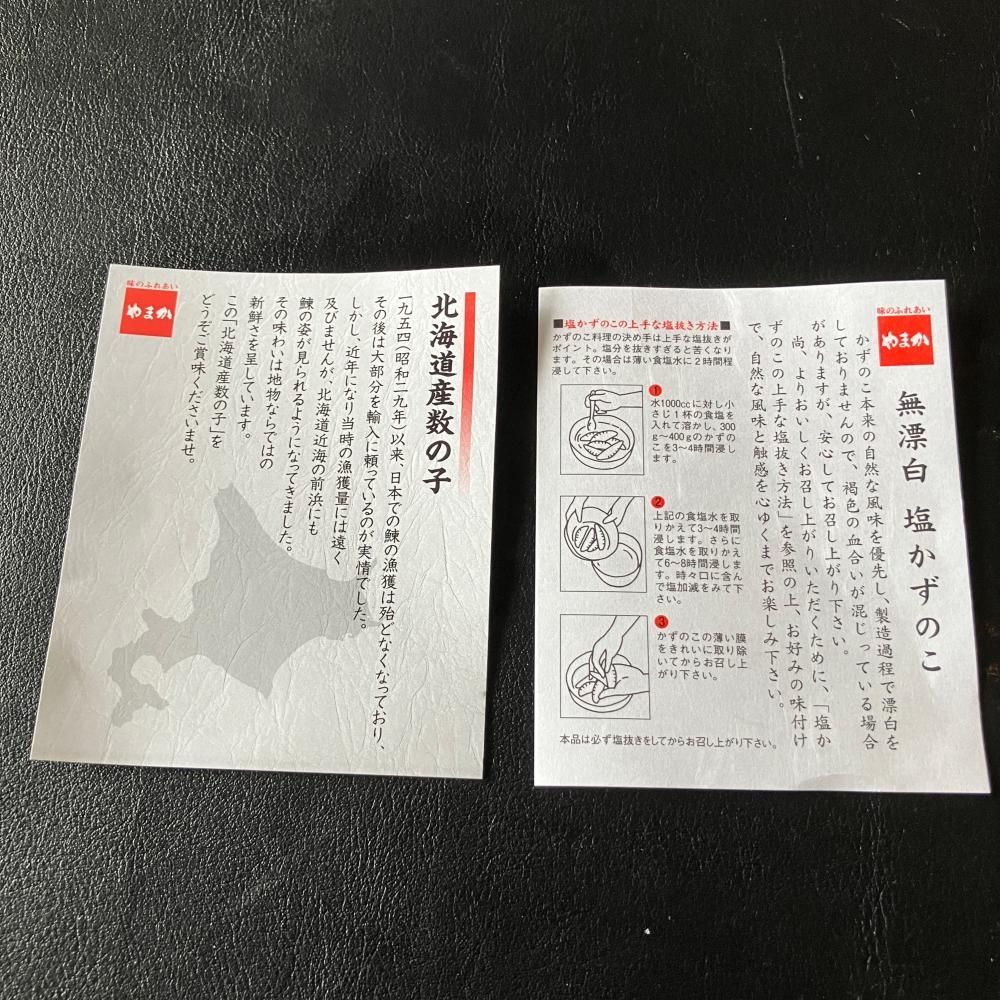 北海道産数の子
一九五四（昭和二九年）以来、日本での鰊の漁獲は殆どなくなっており、
その後は大部分を輸入に頼っているのが実情でした。
しかし、近年になり当時の漁獲量には遠く
及びませんが、北海道近海の前浜にも
鰊の姿が見られるようになってきました。
その味わいは地物ならではの
新鮮さを呈しています。
この「北海道産数の子」を
どうぞご賞味くださいませ。
味のふれあい
やまか
味のふれあい
やまか
無漂白 塩かずのこ
かずのこ本来の自然な風味を優先し、製造過程で漂白を
しておりませんので、褐色の血合いが混じっている場合
がありますが、安心してお召し上がり下さい。
尚、よりおいしくお召し上がりいただくために、「塩か
ずのこの上手な塩抜き方法」を参照の上、お好みの味付け
で、自然な風味と触感を心ゆくまでお楽しみ下さい。
■塩かずのこの上手な塩抜き方法■
かずのこ料理の決め手は上手な塩抜きが
ポイント。塩分を抜きすぎると苦くなり
ます。その場合は薄い食塩水に2時間程
浸して下さい。
1
水1000ccに対し小
さじ1杯の食塩を
入れて溶かし、300
g〜400gのかずの
こを3〜4時間浸し
ます。
2
上記の食塩水を取
りかえて3〜4時間
浸します。さらに
食塩水を取りかえ
て6〜8時間浸しま
す。時々口に含ん
で塩加減をみて下
さい。
3
かずのこの薄い膜
をきれいに取り除
いてからお召し上
がり下さい。
本品は必ず塩抜きをしてからお召し上がり下さい。